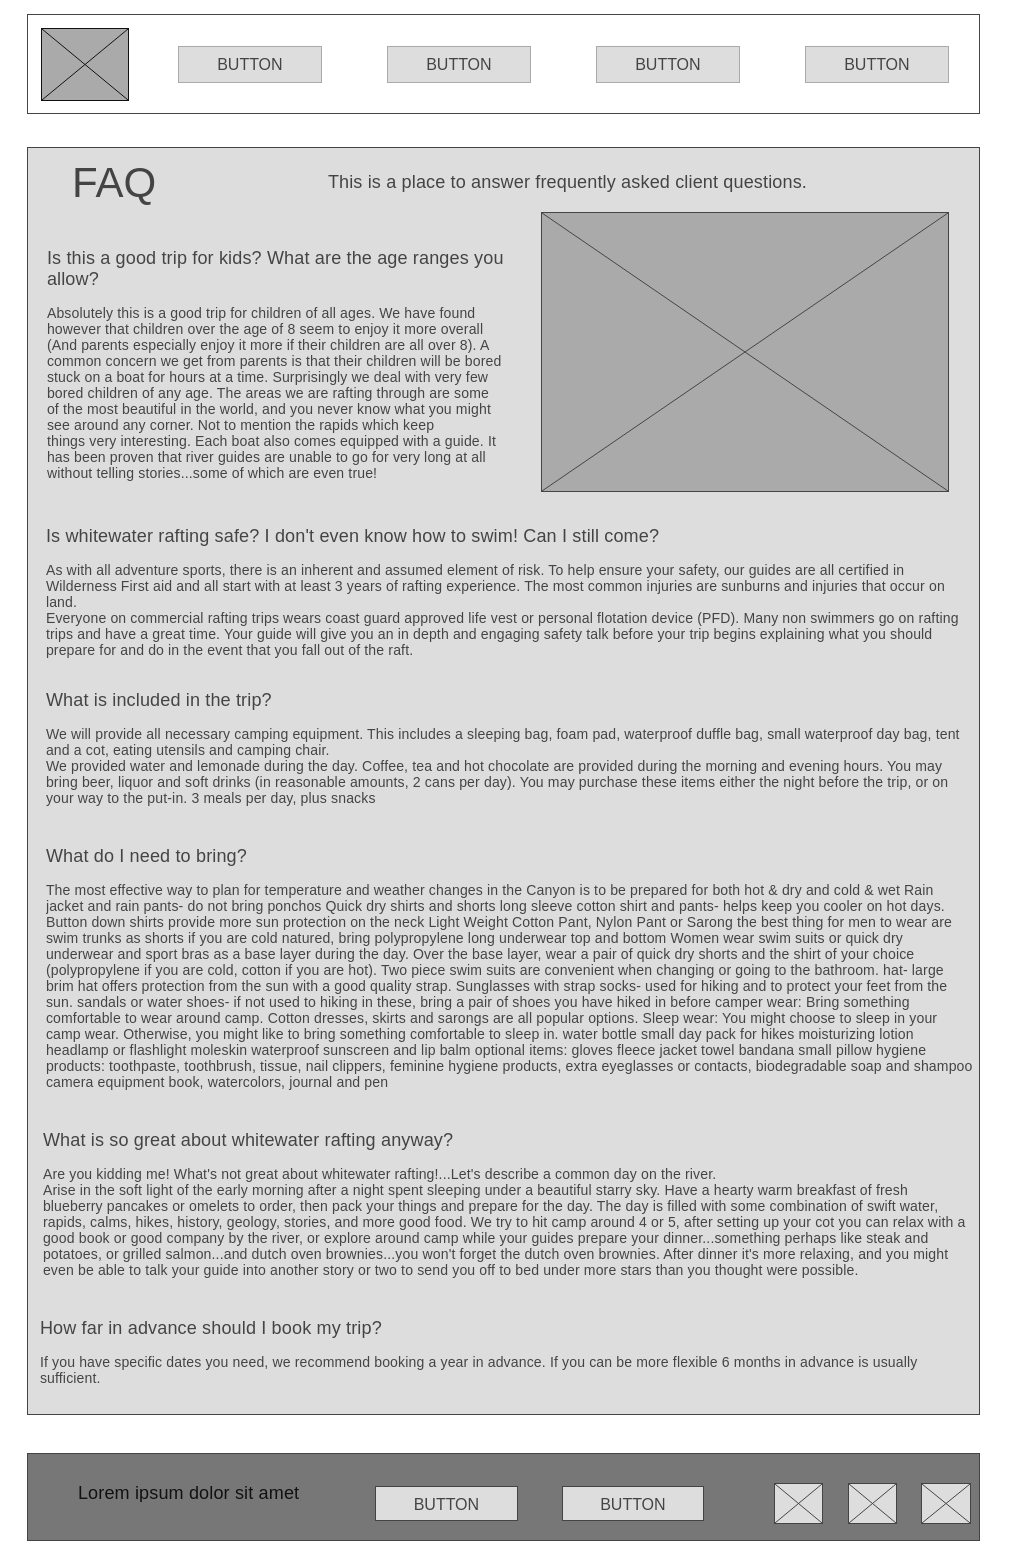 BUTTON BUTTON BUTTON BUTTON
FAQ
This is a place to answer frequently asked client questions.
Is this a good trip for kids? What are the age ranges you
allow?
Absolutely this is a good trip for children of all ages. We have found
however that children over the age of 8 seem to enjoy it more overall
(And parents especially enjoy it more if their children are all over 8). A
common concern we get from parents is that their children will be bored
stuck on a boat for hours at a time. Surprisingly we deal with very few
bored children of any age. The areas we are rafting through are some
of the most beautiful in the world, and you never know what you might
see around any corner. Not to mention the rapids which keep
things very interesting. Each boat also comes equipped with a guide. It
has been proven that river guides are unable to go for very long at all
without telling stories...some of which are even true!
Is whitewater rafting safe? I don't even know how to swim! Can I still come?
As with all adventure sports, there is an inherent and assumed element of risk. To help ensure your safety, our guides are all certified in
Wilderness First aid and all start with at least 3 years of rafting experience. The most common injuries are sunburns and injuries that occur on
land.
Everyone on commercial rafting trips wears coast guard approved life vest or personal flotation device (PFD). Many non swimmers go on rafting
trips and have a great time. Your guide will give you an in depth and engaging safety talk before your trip begins explaining what you should
prepare for and do in the event that you fall out of the raft.
What is included in the trip?
We will provide all necessary camping equipment. This includes a sleeping bag, foam pad, waterproof duffle bag, small waterproof day bag, tent
and a cot, eating utensils and camping chair.
We provided water and lemonade during the day. Coffee, tea and hot chocolate are provided during the morning and evening hours. You may
bring beer, liquor and soft drinks (in reasonable amounts, 2 cans per day). You may purchase these items either the night before the trip, or on
your way to the put-in. 3 meals per day, plus snacks
What do I need to bring?
The most effective way to plan for temperature and weather changes in the Canyon is to be prepared for both hot & dry and cold & wet Rain
jacket and rain pants- do not bring ponchos Quick dry shirts and shorts long sleeve cotton shirt and pants- helps keep you cooler on hot days.
Button down shirts provide more sun protection on the neck Light Weight Cotton Pant, Nylon Pant or Sarong the best thing for men to wear are
swim trunks as shorts if you are cold natured, bring polypropylene long underwear top and bottom Women wear swim suits or quick dry
underwear and sport bras as a base layer during the day. Over the base layer, wear a pair of quick dry shorts and the shirt of your choice
(polypropylene if you are cold, cotton if you are hot). Two piece swim suits are convenient when changing or going to the bathroom. hat- large
brim hat offers protection from the sun with a good quality strap. Sunglasses with strap socks- used for hiking and to protect your feet from the
sun. sandals or water shoes- if not used to hiking in these, bring a pair of shoes you have hiked in before camper wear: Bring something
comfortable to wear around camp. Cotton dresses, skirts and sarongs are all popular options. Sleep wear: You might choose to sleep in your
camp wear. Otherwise, you might like to bring something comfortable to sleep in. water bottle small day pack for hikes moisturizing lotion
headlamp or flashlight moleskin waterproof sunscreen and lip balm optional items: gloves fleece jacket towel bandana small pillow hygiene
products: toothpaste, toothbrush, tissue, nail clippers, feminine hygiene products, extra eyeglasses or contacts, biodegradable soap and shampoo
camera equipment book, watercolors, journal and pen
What is so great about whitewater rafting anyway?
Are you kidding me! What's not great about whitewater rafting!...Let's describe a common day on the river.
Arise in the soft light of the early morning after a night spent sleeping under a beautiful starry sky. Have a hearty warm breakfast of fresh
blueberry pancakes or omelets to order, then pack your things and prepare for the day. The day is filled with some combination of swift water,
rapids, calms, hikes, history, geology, stories, and more good food. We try to hit camp around 4 or 5, after setting up your cot you can relax with a
good book or good company by the river, or explore around camp while your guides prepare your dinner...something perhaps like steak and
potatoes, or grilled salmon...and dutch oven brownies...you won't forget the dutch oven brownies. After dinner it's more relaxing, and you might
even be able to talk your guide into another story or two to send you off to bed under more stars than you thought were possible.
How far in advance should I book my trip?
If you have specific dates you need, we recommend booking a year in advance. If you can be more flexible 6 months in advance is usually
sufficient.
Lorem ipsum dolor sit amet BUTTON BUTTON